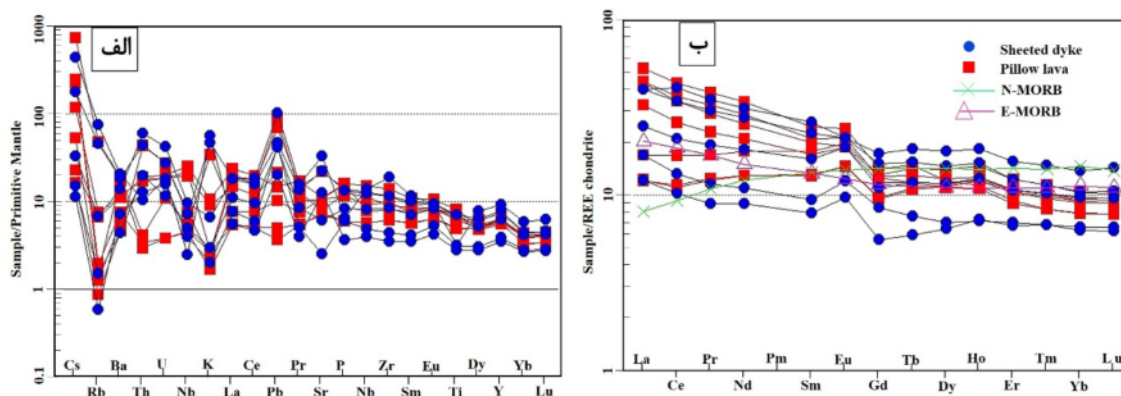 الف
Sample/Primitive Mantle
1000
100
10
1
0.1
Cs Ba U K Ce Pr P Zr Eu Dy Yb
Rb Th Nb La Pb Sr Nb Sm Ti Y Lu
ب
Sample/REE chondrite
100
10
1
Sheeted dyke
Pillow lava
N-MORB
E-MORB
La Pr Pm Eu Tb Ho Tm Lu
Ce Nd Sm Gd Dy Er Yb